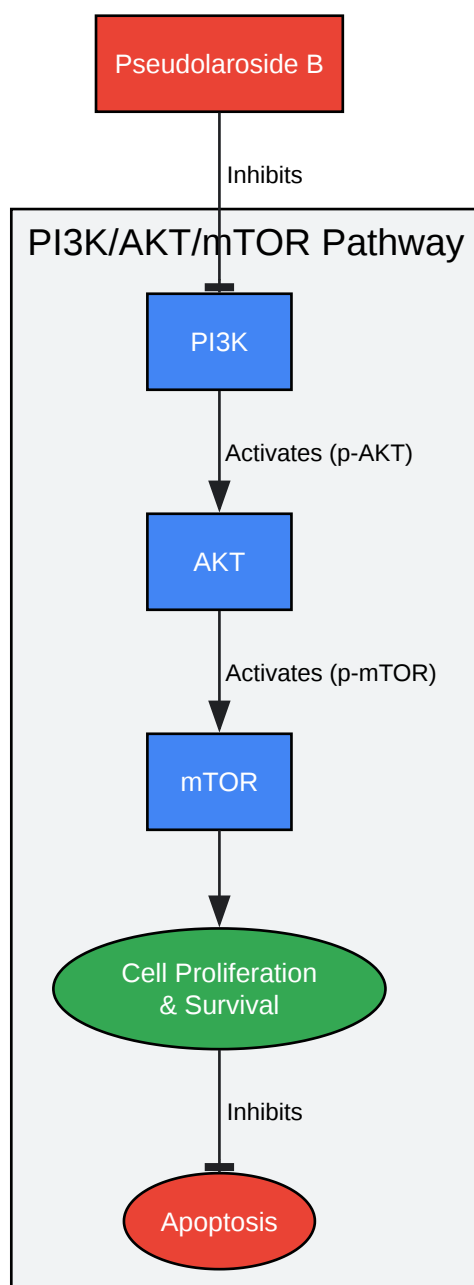 Pseudolaroside B
Inhibits
PI3K/AKT/mTOR Pathway
PI3K
Activates (p-AKT)
AKT
Activates (p-mTOR)
mTOR
Cell Proliferation
& Survival
Inhibits
Apoptosis